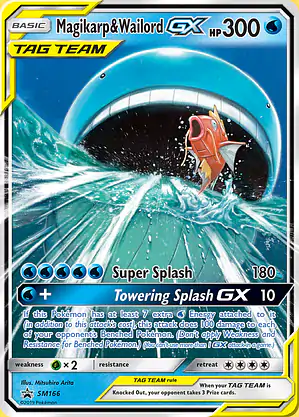 BASIC
Magikarp&Wailord GX HP 300
TAG TEAM
Super Splash 180
+ Towering Splash GX 10
If this Pokémon has at least 7 extra Energy attached to it
(in addition to this attack's cost), this attack does 100 damage to each
of your opponent's Benched Pokémon. (Don't apply Weakness and
Resistance for Benched Pokémon.) (You can't use more than 1 GX attack in a game.)
weakness ×2 resistance retreat
Illus. Mitsuhiro Arita
TAG TEAM rule
When your TAG TEAM is
Knocked Out, your opponent takes 3 Prize cards.
SM166
©2019 Pokémon